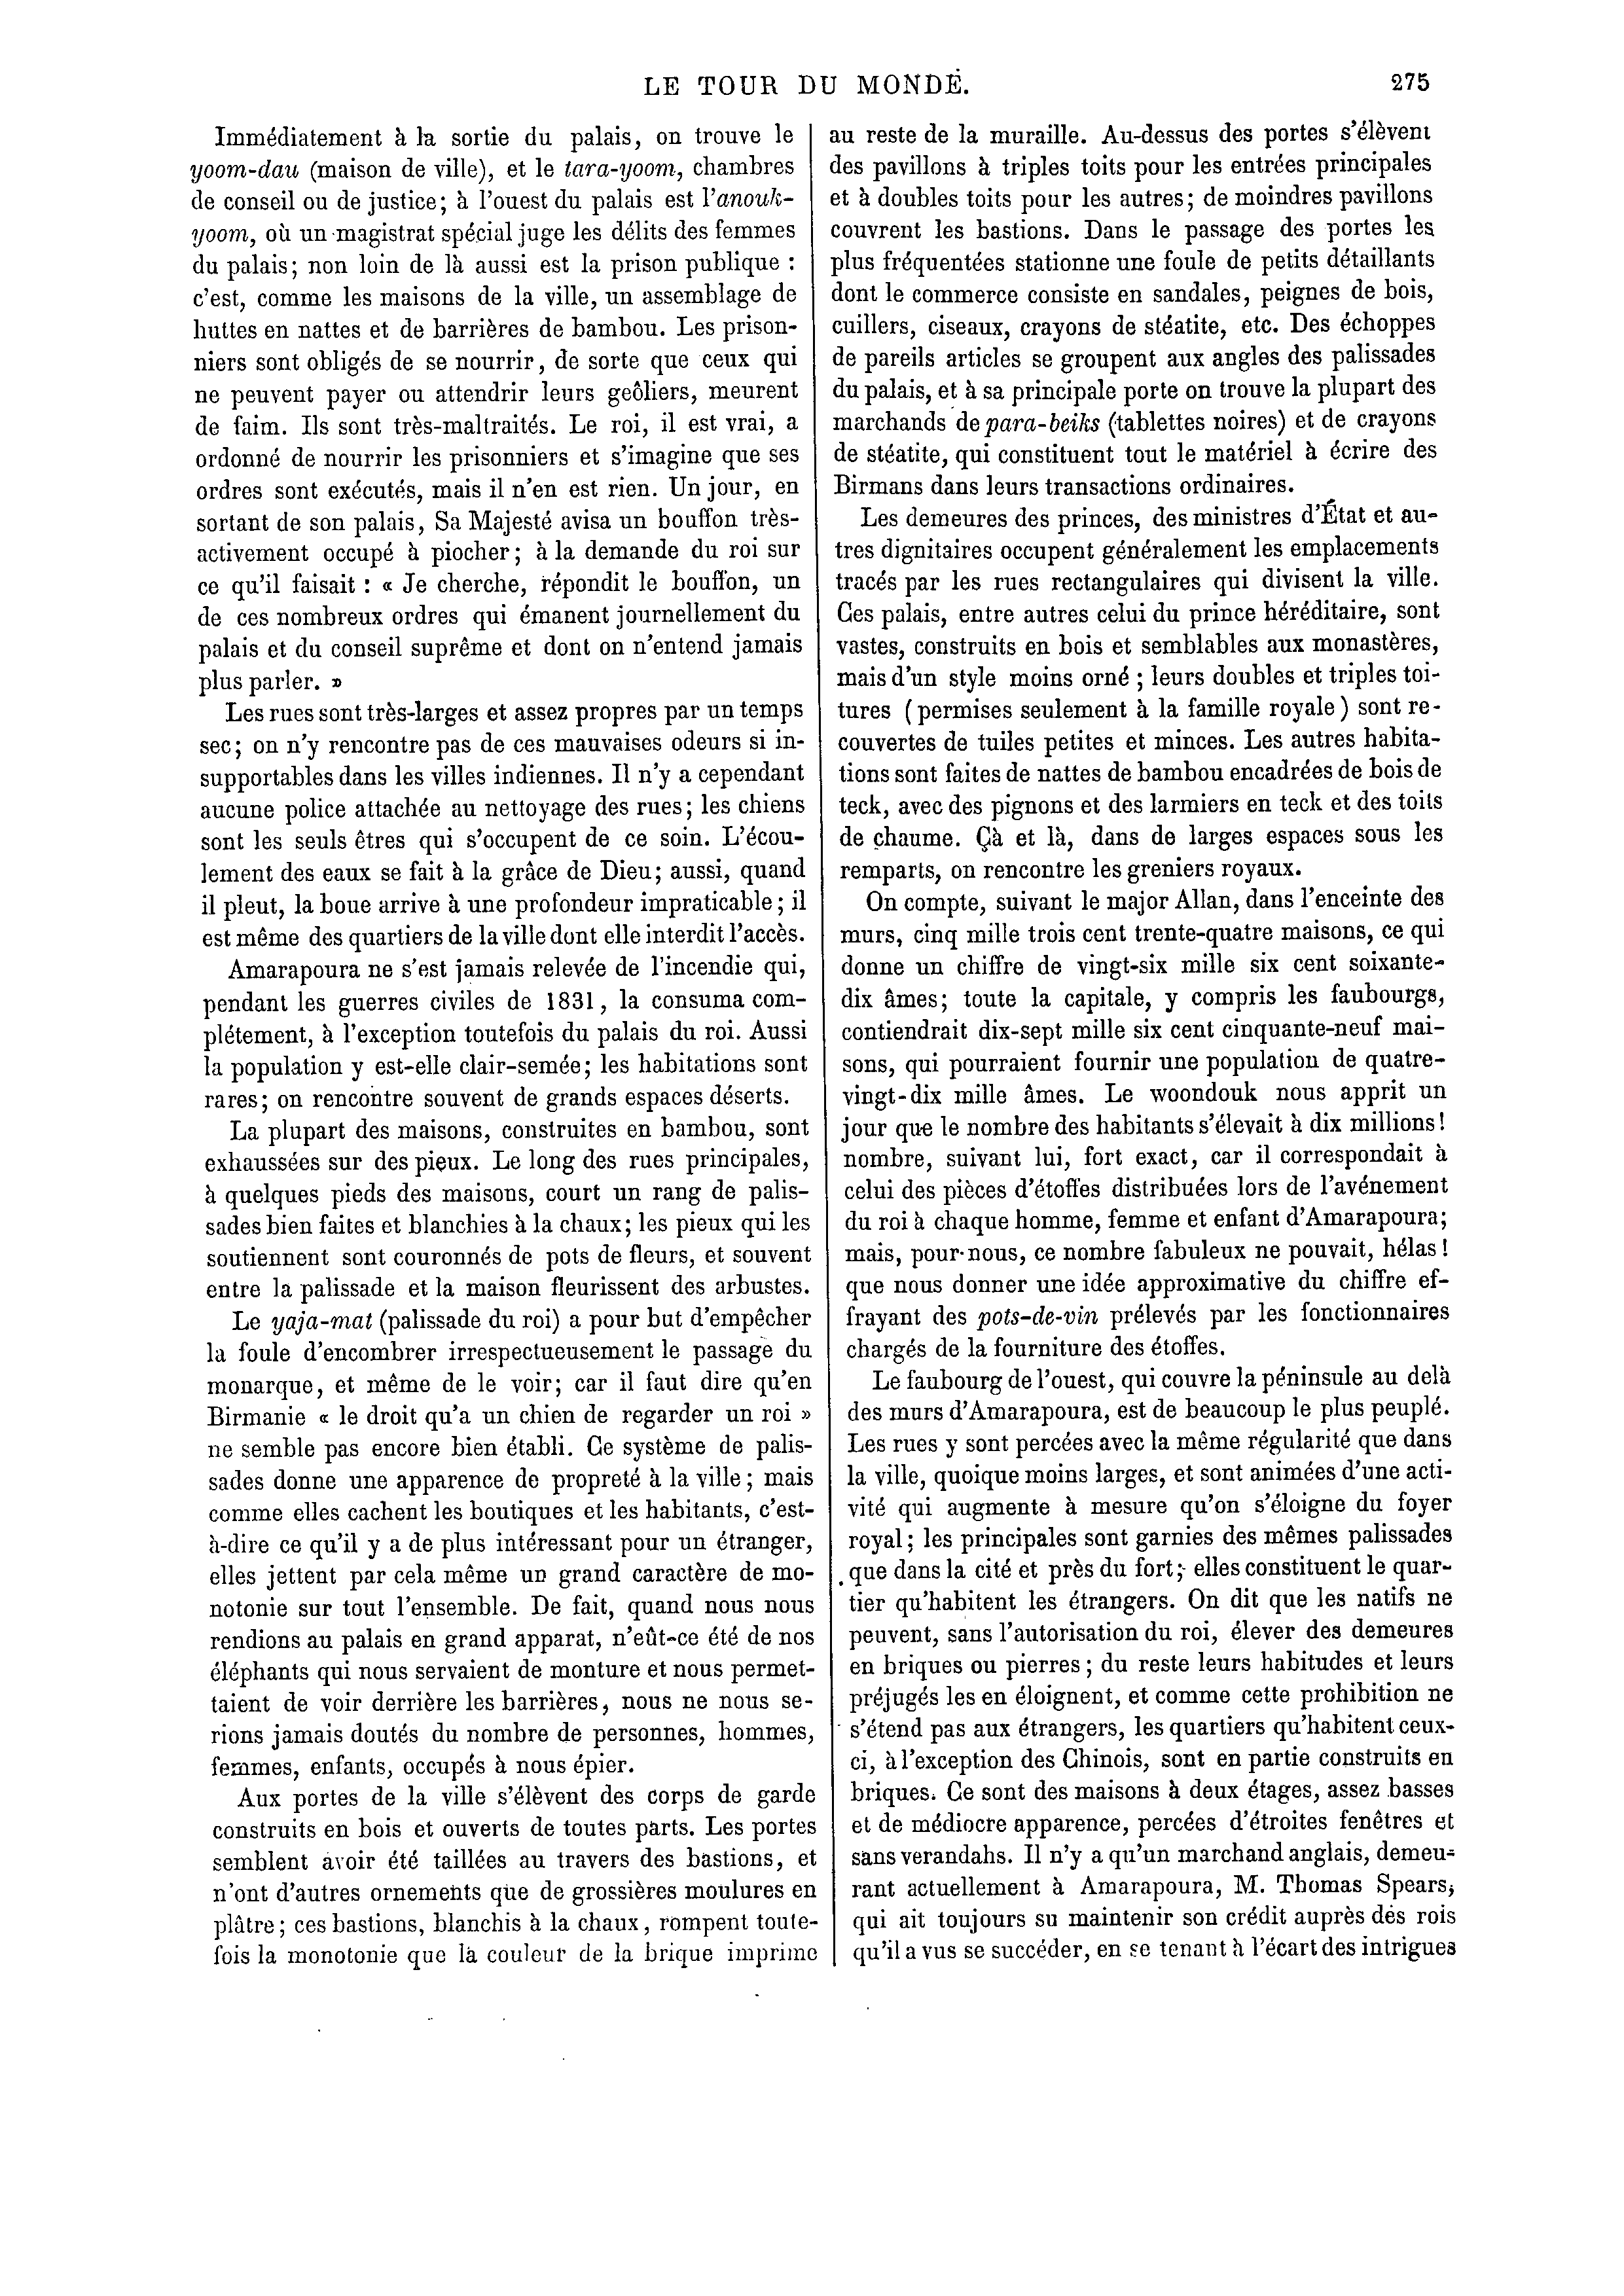 LE TOUR DU MONDE.
275
Immédiatement à la sortie du palais, on trouve le
yoom-dau (maison de ville), et le tara-yoom, chambres
de conseil ou de justice; à l'ouest du palais est l'anouk-
yoom, où un magistrat spécial juge les délits des femmes
du palais; non loin de là aussi est la prison publique :
c'est, comme les maisons de la ville, un assemblage de
huttes en nattes et de barrières de bambou. Les prison-
niers sont obligés de se nourrir, de sorte que ceux qui
ne peuvent payer ou attendrir leurs geôliers, meurent
de faim. Ils sont très-maltraités. Le roi, il est vrai, a
ordonné de nourrir les prisonniers et s'imagine que ses
ordres sont exécutés, mais il n'en est rien. Un jour, en
sortant de son palais, Sa Majesté avisa un bouffon très-
activement occupé à piocher; à la demande du roi sur
ce qu'il faisait : « Je cherche, répondit le bouffon, un
de ces nombreux ordres qui émanent journellement du
palais et du conseil suprême et dont on n'entend jamais
plus parler. »
Les rues sont très-larges et assez propres par un temps
sec; on n'y rencontre pas de ces mauvaises odeurs si in-
supportables dans les villes indiennes. Il n'y a cependant
aucune police attachée au nettoyage des rues; les chiens
sont les seuls êtres qui s'occupent de ce soin. L'écou-
lement des eaux se fait à la grâce de Dieu; aussi, quand
il pleut, la boue arrive à une profondeur impraticable; il
est même des quartiers de la ville dont elle interdit l'accès.
Amarapoura ne s'est jamais relevée de l'incendie qui,
pendant les guerres civiles de 1831, la consuma com-
plétement, à l'exception toutefois du palais du roi. Aussi
la population y est-elle clair-semée; les habitations sont
rares; on rencontre souvent de grands espaces déserts.
La plupart des maisons, construites en bambou, sont
exhaussées sur des pieux. Le long des rues principales,
à quelques pieds des maisons, court un rang de palis-
sades bien faites et blanchies à la chaux; les pieux qui les
soutiennent sont couronnés de pots de fleurs, et souvent
entre la palissade et la maison fleurissent des arbustes.
Le yaja-mat (palissade du roi) a pour but d'empêcher
la foule d'encombrer irrespectueusement le passage du
monarque, et même de le voir; car il faut dire qu'en
Birmanie « le droit qu'a un chien de regarder un roi »
ne semble pas encore bien établi. Ce système de palis-
sades donne une apparence de propreté à la ville; mais
comme elles cachent les boutiques et les habitants, c'est-
à-dire ce qu'il y a de plus intéressant pour un étranger,
elles jettent par cela même un grand caractère de mo-
notonie sur tout l'ensemble. De fait, quand nous nous
rendions au palais en grand apparat, n'eût-ce été de nos
éléphants qui nous servaient de monture et nous permet-
taient de voir derrière les barrières, nous ne nous se-
rions jamais doutés du nombre de personnes, hommes,
femmes, enfants, occupés à nous épier.
Aux portes de la ville s'élèvent des corps de garde
construits en bois et ouverts de toutes parts. Les portes
semblent avoir été taillées au travers des bastions, et
n'ont d'autres ornements que de grossières moulures en
plâtre; ces bastions, blanchis à la chaux, rompent toute-
fois la monotonie que la couleur de la brique imprime
au reste de la muraille. Au-dessus des portes s'élèvent
des pavillons à triples toits pour les entrées principales
et à doubles toits pour les autres; de moindres pavillons
couvrent les bastions. Dans le passage des portes les
plus fréquentées stationne une foule de petits détaillants
dont le commerce consiste en sandales, peignes de bois,
cuillers, ciseaux, crayons de stéatite, etc. Des échoppes
de pareils articles se groupent aux angles des palissades
du palais, et à sa principale porte on trouve la plupart des
marchands de para-beiks (tablettes noires) et de crayons
de stéatite, qui constituent tout le matériel à écrire des
Birmans dans leurs transactions ordinaires.
Les demeures des princes, des ministres d'État et au-
tres dignitaires occupent généralement les emplacements
tracés par les rues rectangulaires qui divisent la ville.
Ces palais, entre autres celui du prince héréditaire, sont
vastes, construits en bois et semblables aux monastères,
mais d'un style moins orné; leurs doubles et triples toi-
tures (permises seulement à la famille royale) sont re-
couvertes de tuiles petites et minces. Les autres habita-
tions sont faites de nattes de bambou encadrées de bois de
teck, avec des pignons et des larmiers en teck et des toits
de chaume. Çà et là, dans de larges espaces sous les
remparts, on rencontre les greniers royaux.
On compte, suivant le major Allan, dans l'enceinte des
murs, cinq mille trois cent trente-quatre maisons, ce qui
donne un chiffre de vingt-six mille six cent soixante-
dix âmes; toute la capitale, y compris les faubourgs,
contiendrait dix-sept mille six cent cinquante-neuf mai-
sons, qui pourraient fournir une population de quatre-
vingt-dix mille âmes. Le woondouk nous apprit un
jour que le nombre des habitants s'élevait à dix millions!
nombre, suivant lui, fort exact, car il correspondait à
celui des pièces d'étoffes distribuées lors de l'avénement
du roi à chaque homme, femme et enfant d'Amarapoura;
mais, pour nous, ce nombre fabuleux ne pouvait, hélas!
que nous donner une idée approximative du chiffre ef-
frayant des pots-de-vin prélevés par les fonctionnaires
chargés de la fourniture des étoffes.
Le faubourg de l'ouest, qui couvre la péninsule au delà
des murs d'Amarapoura, est de beaucoup le plus peuplé.
Les rues y sont percées avec la même régularité que dans
la ville, quoique moins larges, et sont animées d'une acti-
vité qui augmente à mesure qu'on s'éloigne du foyer
royal; les principales sont garnies des mêmes palissades
que dans la cité et près du fort; elles constituent le quar-
tier qu'habitent les étrangers. On dit que les natifs ne
peuvent, sans l'autorisation du roi, élever des demeures
en briques ou pierres; du reste leurs habitudes et leurs
préjugés les en éloignent, et comme cette prohibition ne
s'étend pas aux étrangers, les quartiers qu'habitent ceux-
ci, à l'exception des Chinois, sont en partie construits en
briques. Ce sont des maisons à deux étages, assez basses
et de médiocre apparence, percées d'étroites fenêtres et
sans verandahs. Il n'y a qu'un marchand anglais, demeu-
rant actuellement à Amarapoura, M. Thomas Spears,
qui ait toujours su maintenir son crédit auprès des rois
qu'il a vus se succéder, en se tenant à l'écart des intrigues